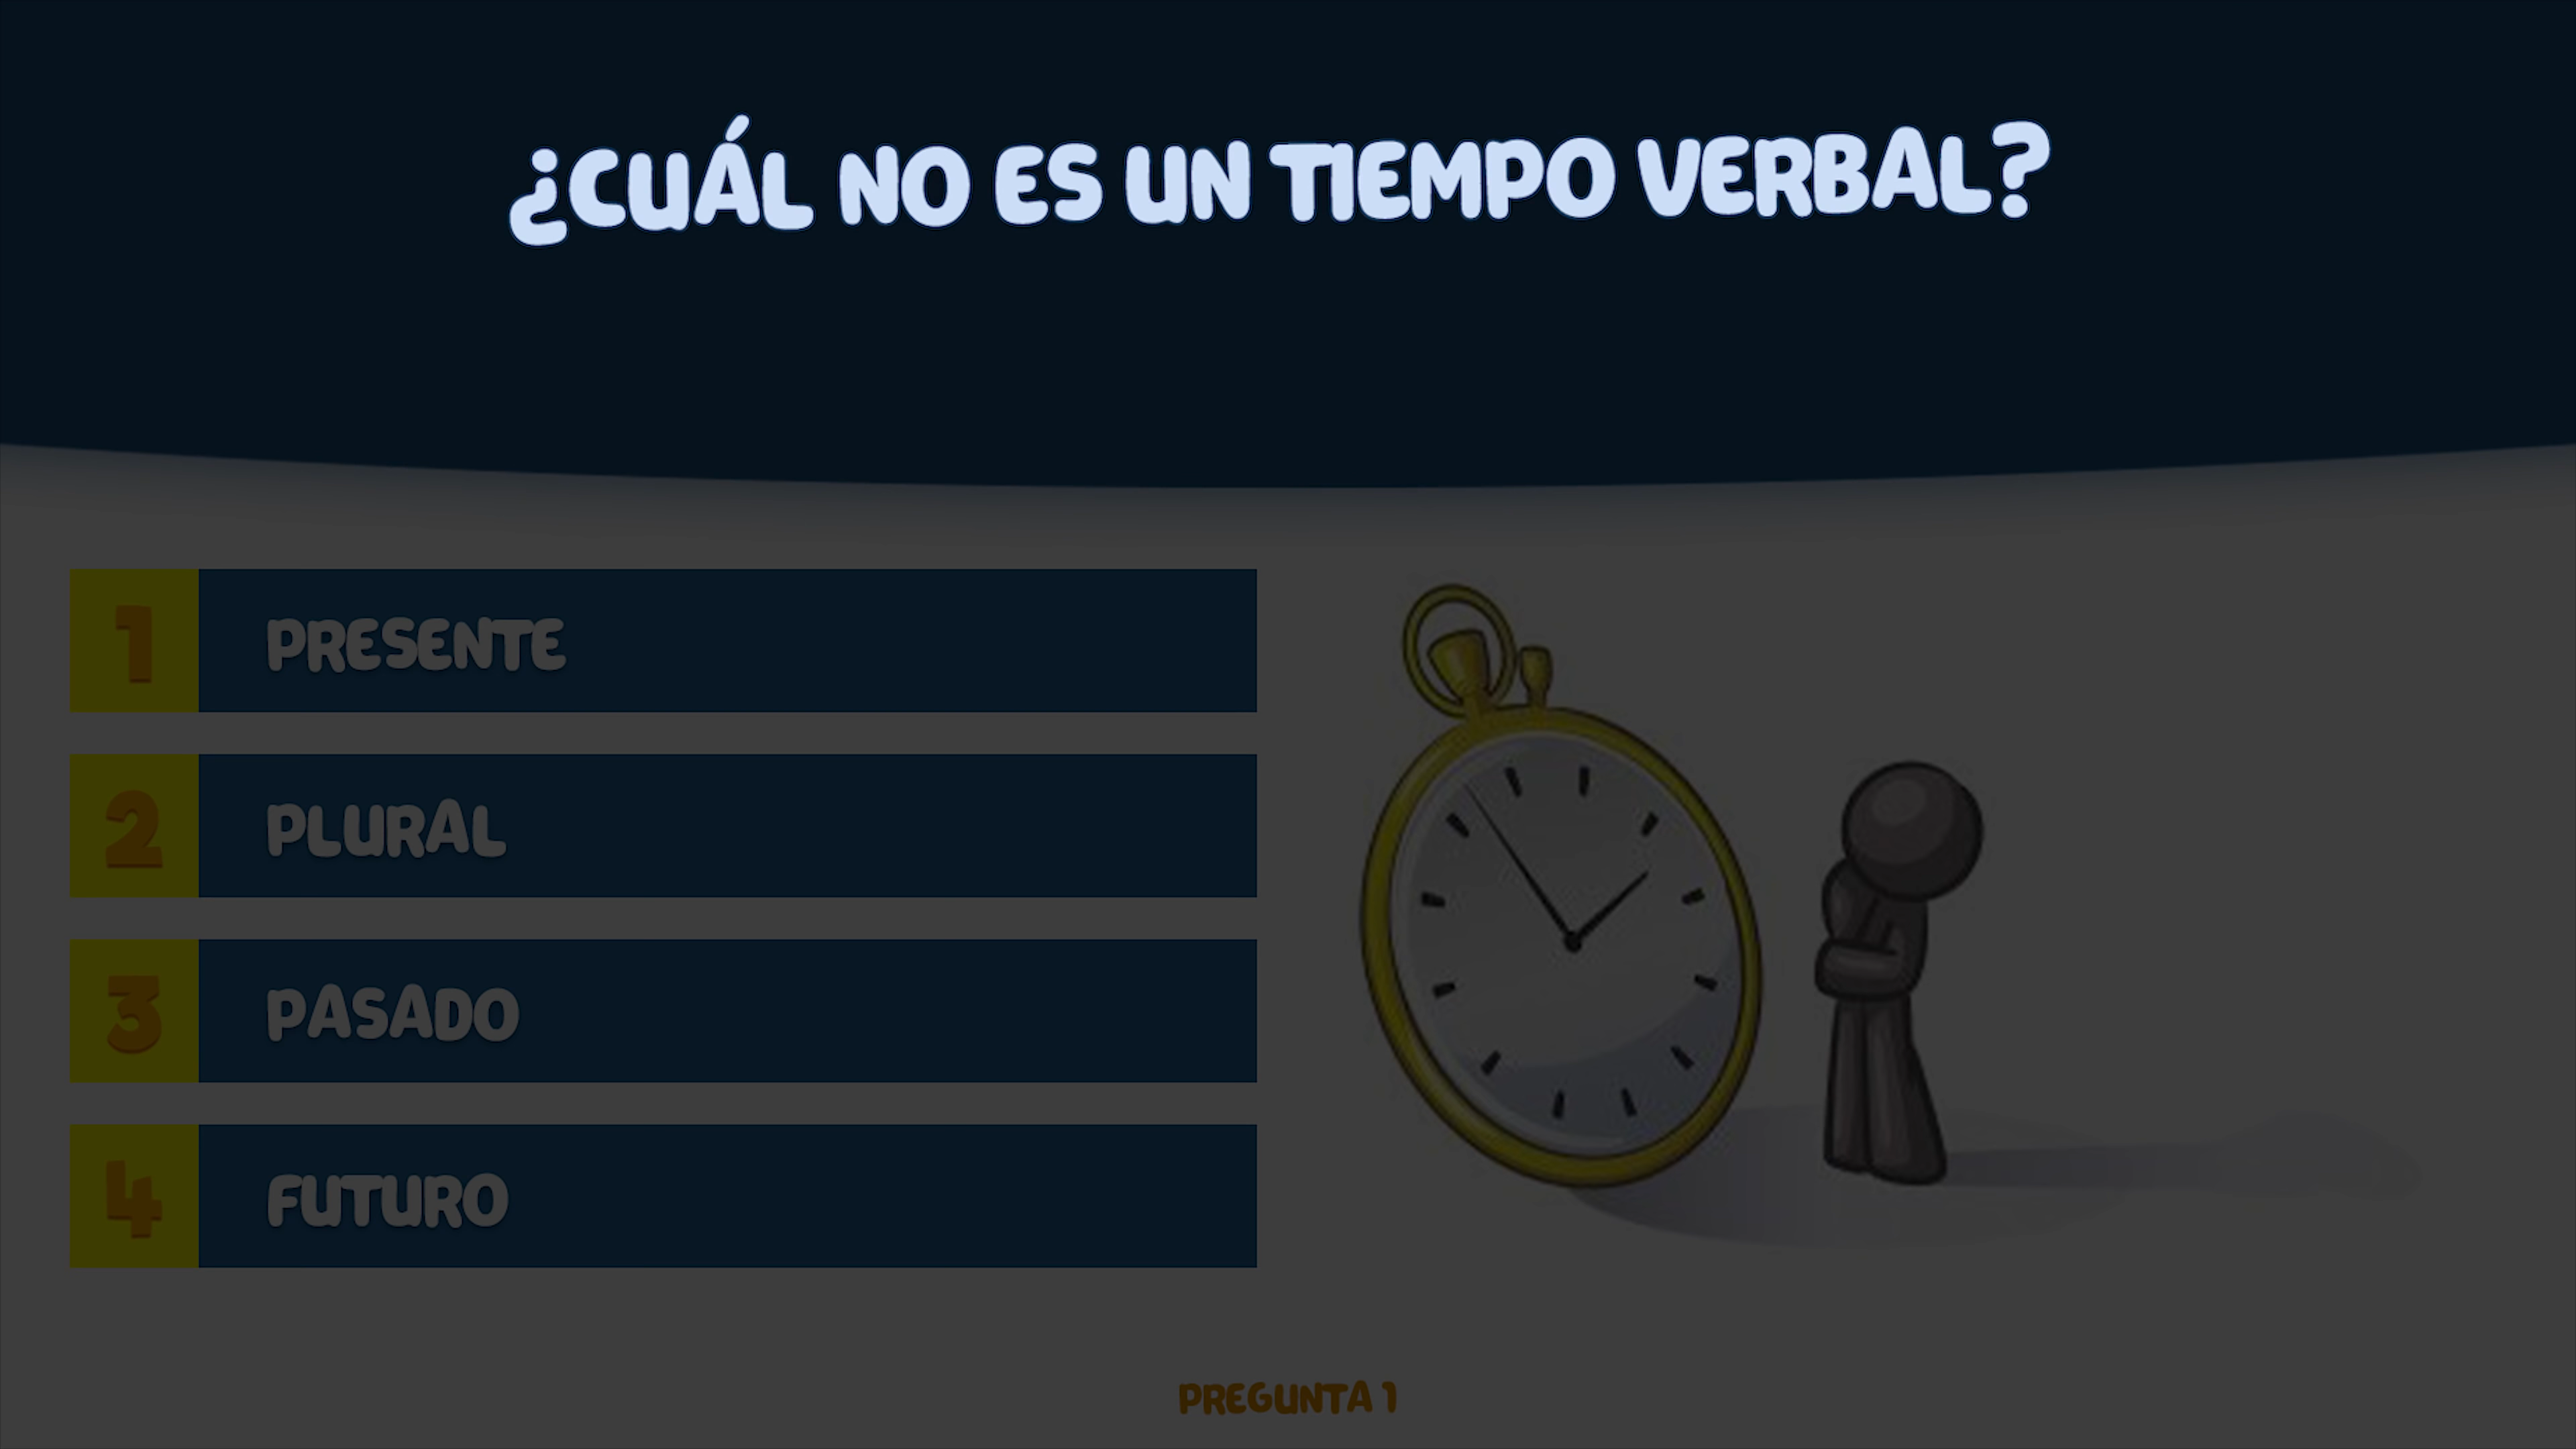 ¿CUÁL NO ES UN TIEMPO VERBAL?
1 PRESENTE
2 PLURAL
3 PASADO
4 FUTURO
PREGUNTA 1